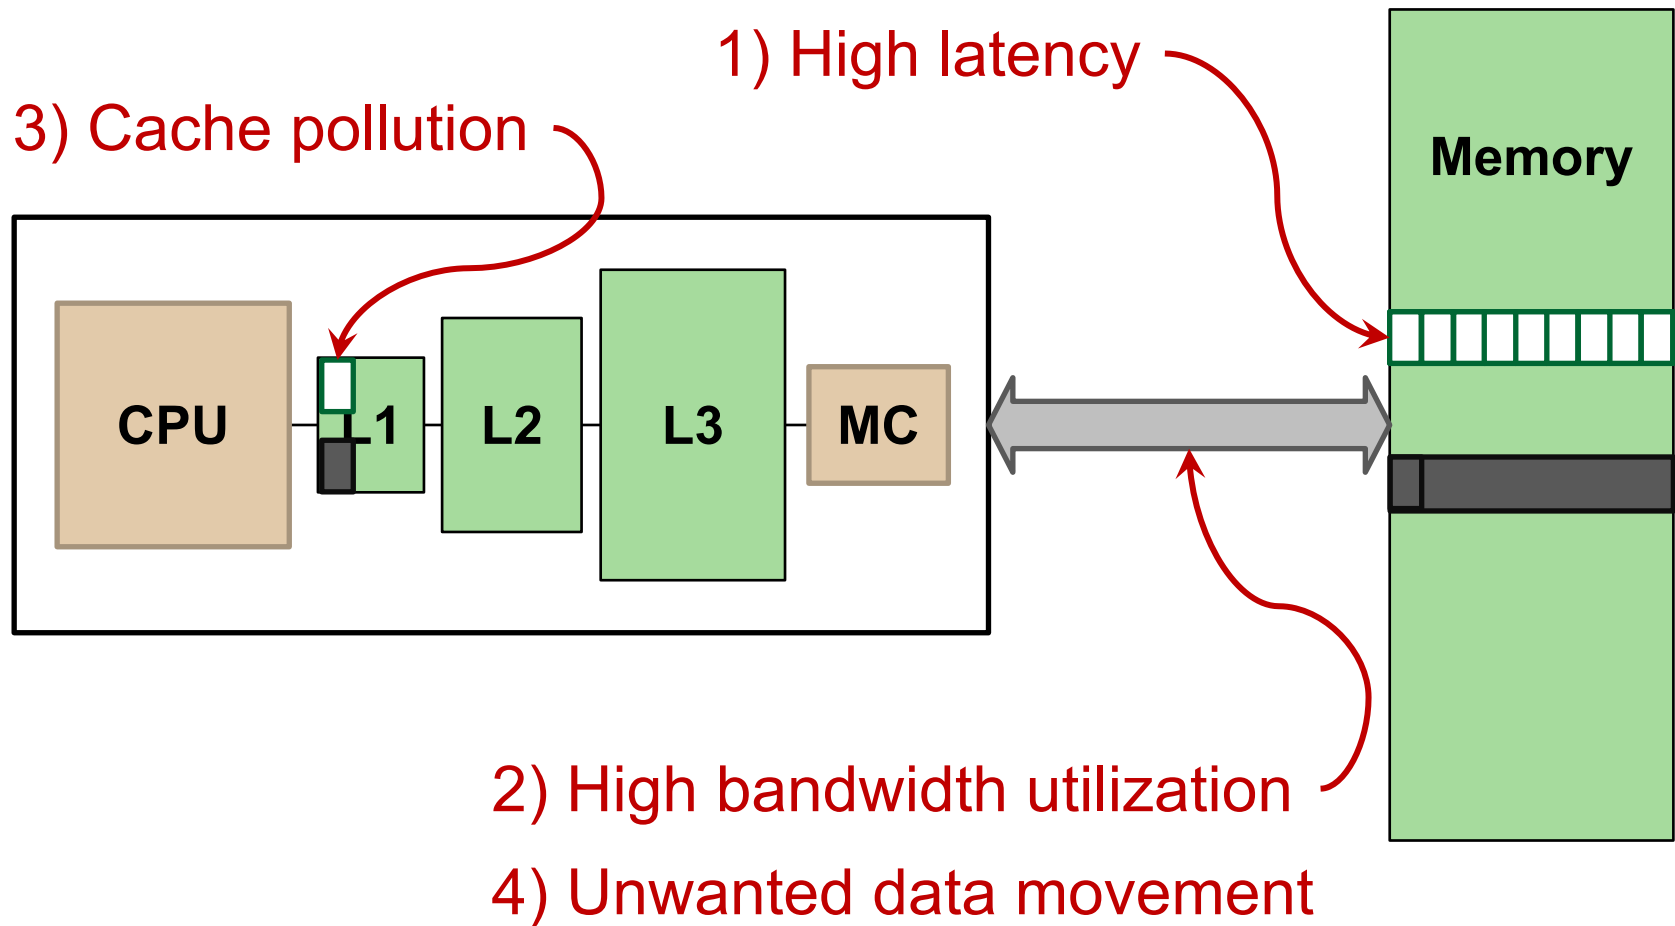 1) High latency
3) Cache pollution
Memory
CPU
L1
L2
L3
MC
2) High bandwidth utilization
4) Unwanted data movement